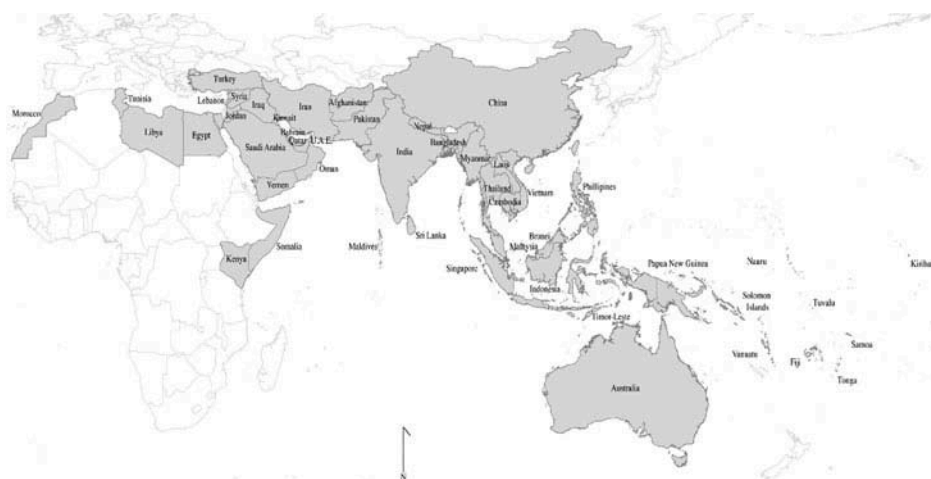 Turkey
China
Tunisia
Lebanon
Syria
Iraq
Iran
Afghanistan
Morocco
Jordan
Kuwait
Pakistan
Libya
Egypt
Bahrain
Qatar
U.A.E
Nepal
Saudi Arabia
India
Bangladesh
Myanmar
Laos
Yemen
Oman
Thailand
Vietnam
Phillipines
Cambodia
Somalia
Maldives
Sri Lanka
Brunei
Malaysia
Kenya
Singapore
Papua New Guinea
Nauru
Indonesia
Solomon
Islands
Tuvalu
Timor-Leste
Vanuatu
Fiji
Samoa
Tonga
Australia
N